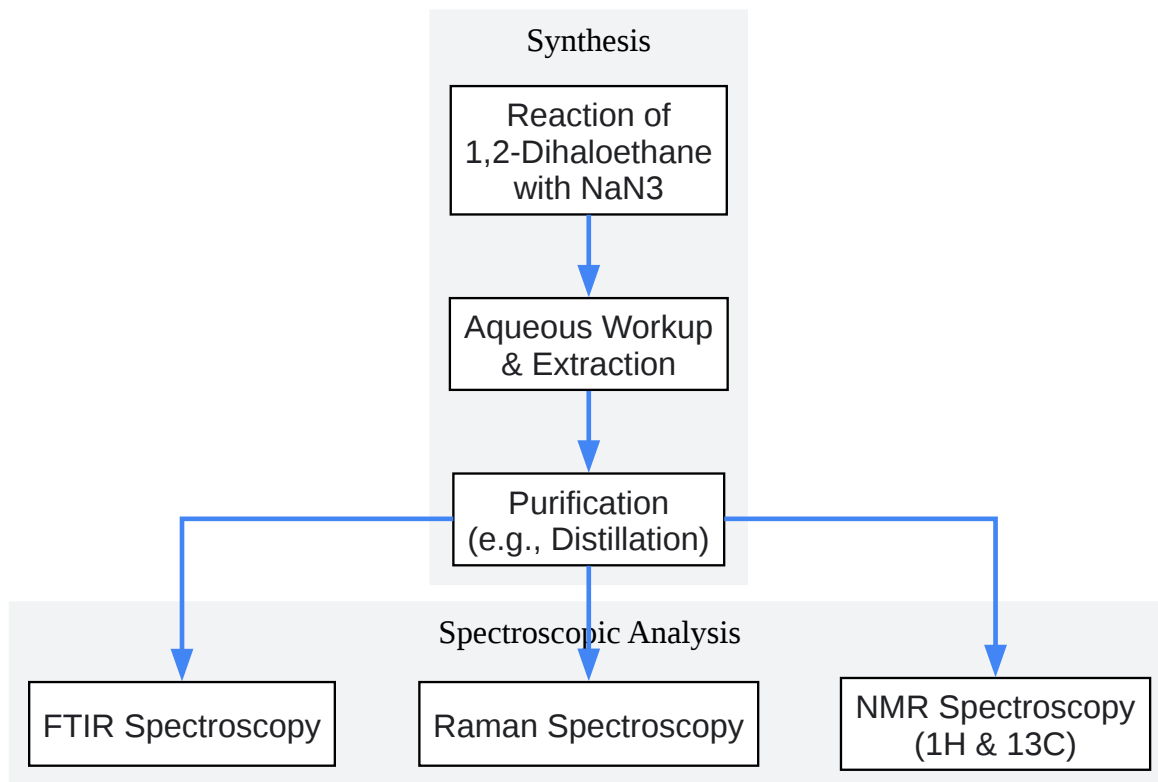 Synthesis
Reaction of
1,2-Dihaloethane
with NaN3
Aqueous Workup
& Extraction
Purification
(e.g., Distillation)
Spectroscopic Analysis
FTIR Spectroscopy
Raman Spectroscopy
NMR Spectroscopy
(1H & 13C)